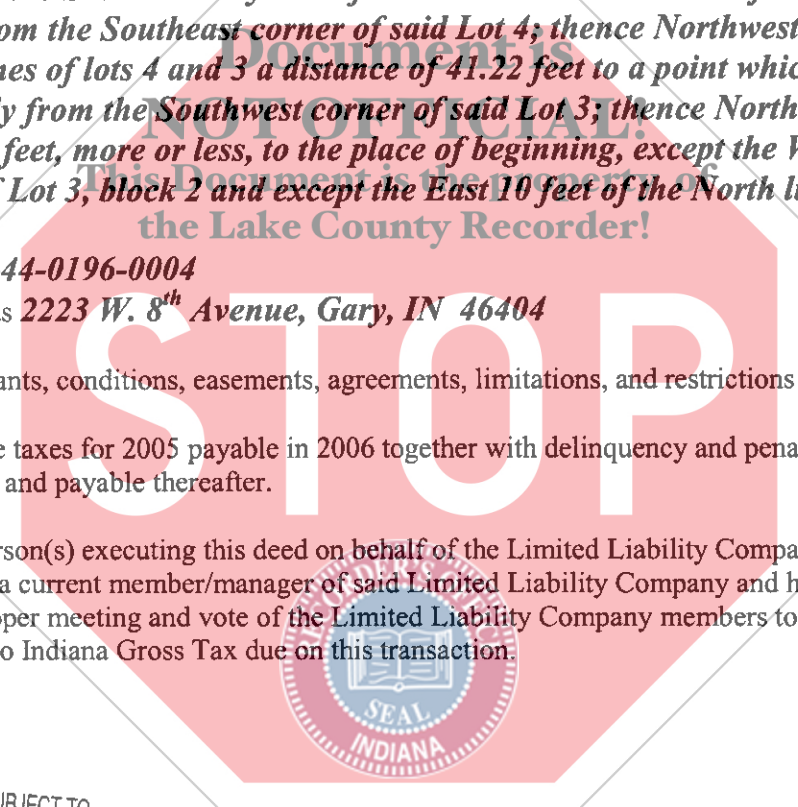 om the Southeast corner of said Lot 4; thence Northwest
Document is
nes of lots 4 and 3 a distance of 41.22 feet to a point whic
y from the Southwest corner of said Lot 3; thence North
NOT OFFICIAL!
feet, more or less, to the place of beginning, except the W
This Document is the property of
Lot 3, block 2 and except the East 10 feet of the North li
the Lake County Recorder!
44-0196-0004
s 2223 W. 8th Avenue, Gary, IN 46404
STOP
ants, conditions, easements, agreements, limitations, and restrictions
e taxes for 2005 payable in 2006 together with delinquency and pena
and payable thereafter.
rson(s) executing this deed on behalf of the Limited Liability Compa
a current member/manager of said Limited Liability Company and h
oper meeting and vote of the Limited Liability Company members to
o Indiana Gross Tax due on this transaction.
SEAL
INDIANA
UBJECT TO